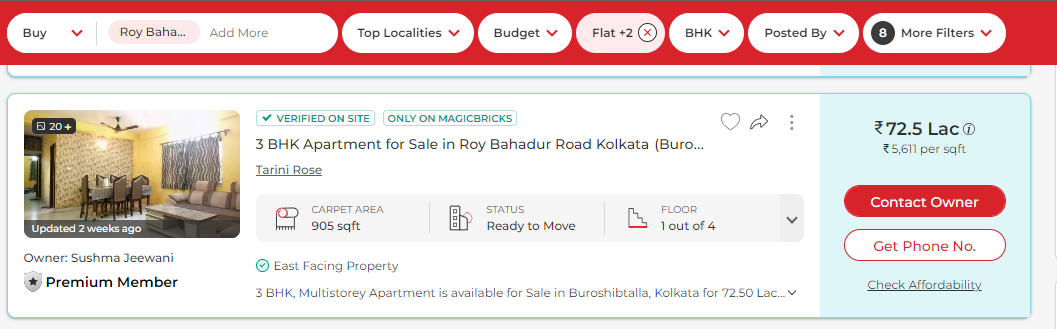 Buy
Roy Baha...
Add More
Top Localities
Budget
Flat +2
BHK
Posted By
8
More Filters
20 +
Updated 2 weeks ago
Owner: Sushma Jeewani
Premium Member
VERIFIED ON SITE
ONLY ON MAGICBRICKS
3 BHK Apartment for Sale in Roy Bahadur Road Kolkata (Buro...
Tarini Rose
CARPET AREA
905 sqft
STATUS
Ready to Move
FLOOR
1 out of 4
East Facing Property
3 BHK, Multistorey Apartment is available for Sale in Buroshibtalla, Kolkata for 72.50 Lac...
₹72.5 Lac
₹5,611 per sqft
Contact Owner
Get Phone No.
Check Affordability